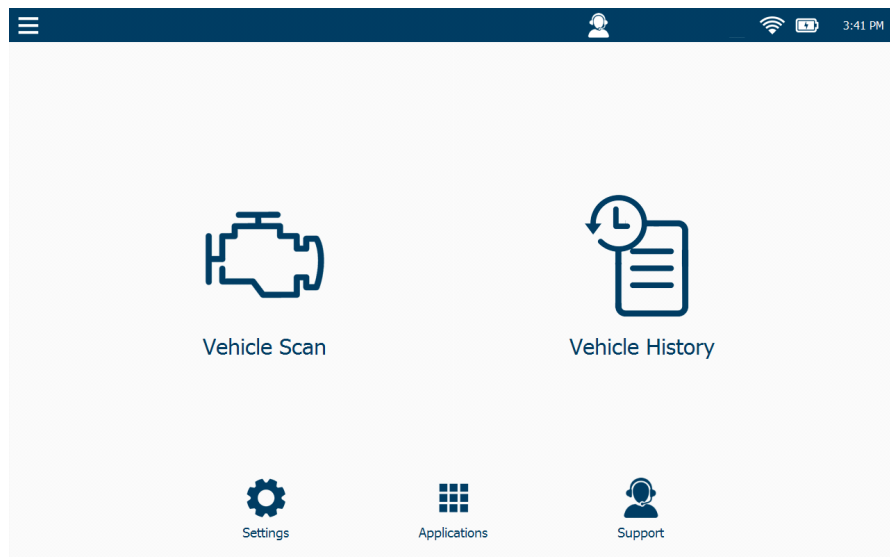 3:41 PM
Vehicle Scan
Vehicle History
Settings
Applications
Support